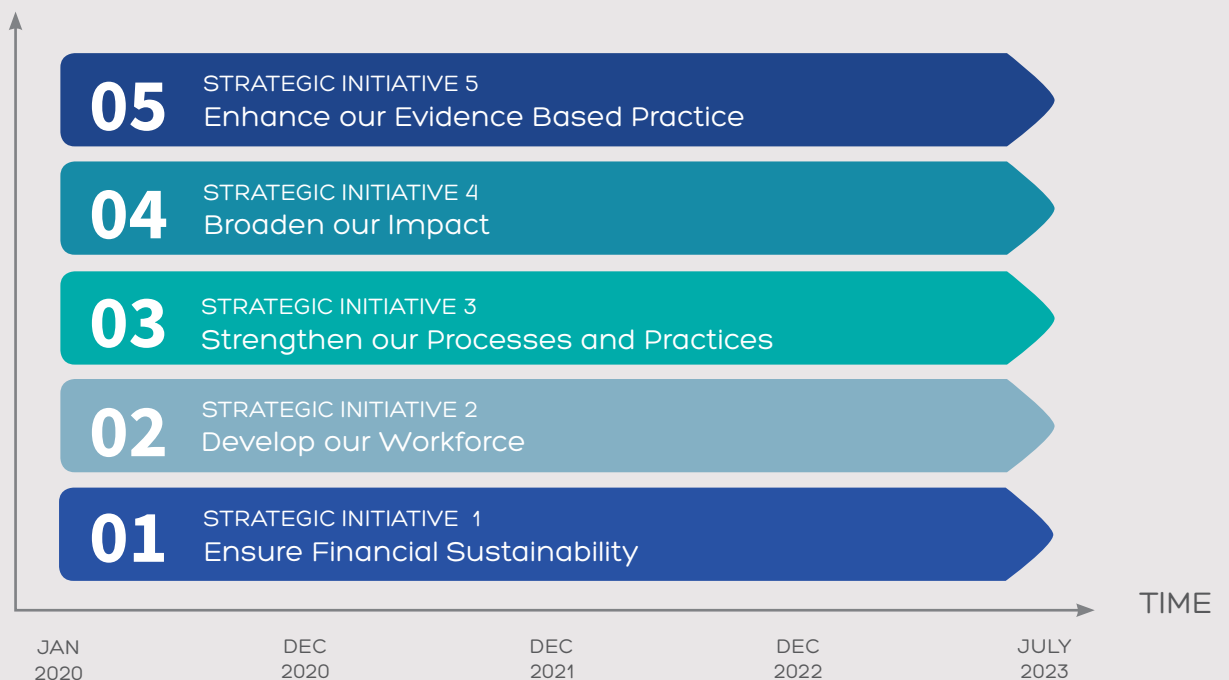 05
STRATEGIC INITIATIVE 5
Enhance our Evidence Based Practice
04
STRATEGIC INITIATIVE 4
Broaden our Impact
03
STRATEGIC INITIATIVE 3
Strengthen our Processes and Practices
02
STRATEGIC INITIATIVE 2
Develop our Workforce
01
STRATEGIC INITIATIVE 1
Ensure Financial Sustainability
TIME
JAN
2020
DEC
2020
DEC
2021
DEC
2022
JULY
2023